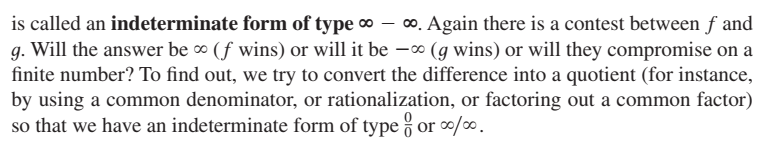 is called an indeterminate form of type ∞ − ∞. Again there is a contest between f and
g. Will the answer be ∞ (f wins) or will it be −∞ (g wins) or will they compromise on a
finite number? To find out, we try to convert the difference into a quotient (for instance,
by using a common denominator, or rationalization, or factoring out a common factor)
so that we have an indeterminate form of type 0/0 or ∞/∞.